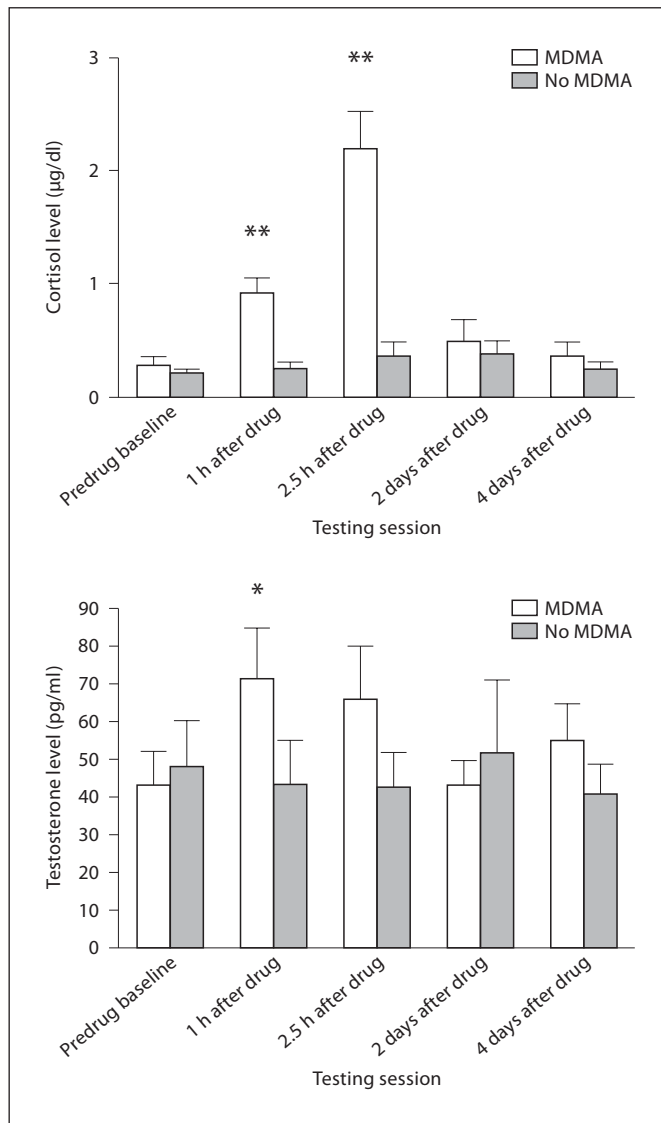 3
2
1
0
Cortisol level (µg/dl)
**
**
MDMA
No MDMA
Predrug baseline
1 h after drug
2.5 h after drug
2 days after drug
4 days after drug
Testing session
90
80
70
60
50
40
30
20
10
0
Testosterone level (pg/ml)
*
MDMA
No MDMA
Predrug baseline
1 h after drug
2.5 h after drug
2 days after drug
4 days after drug
Testing session